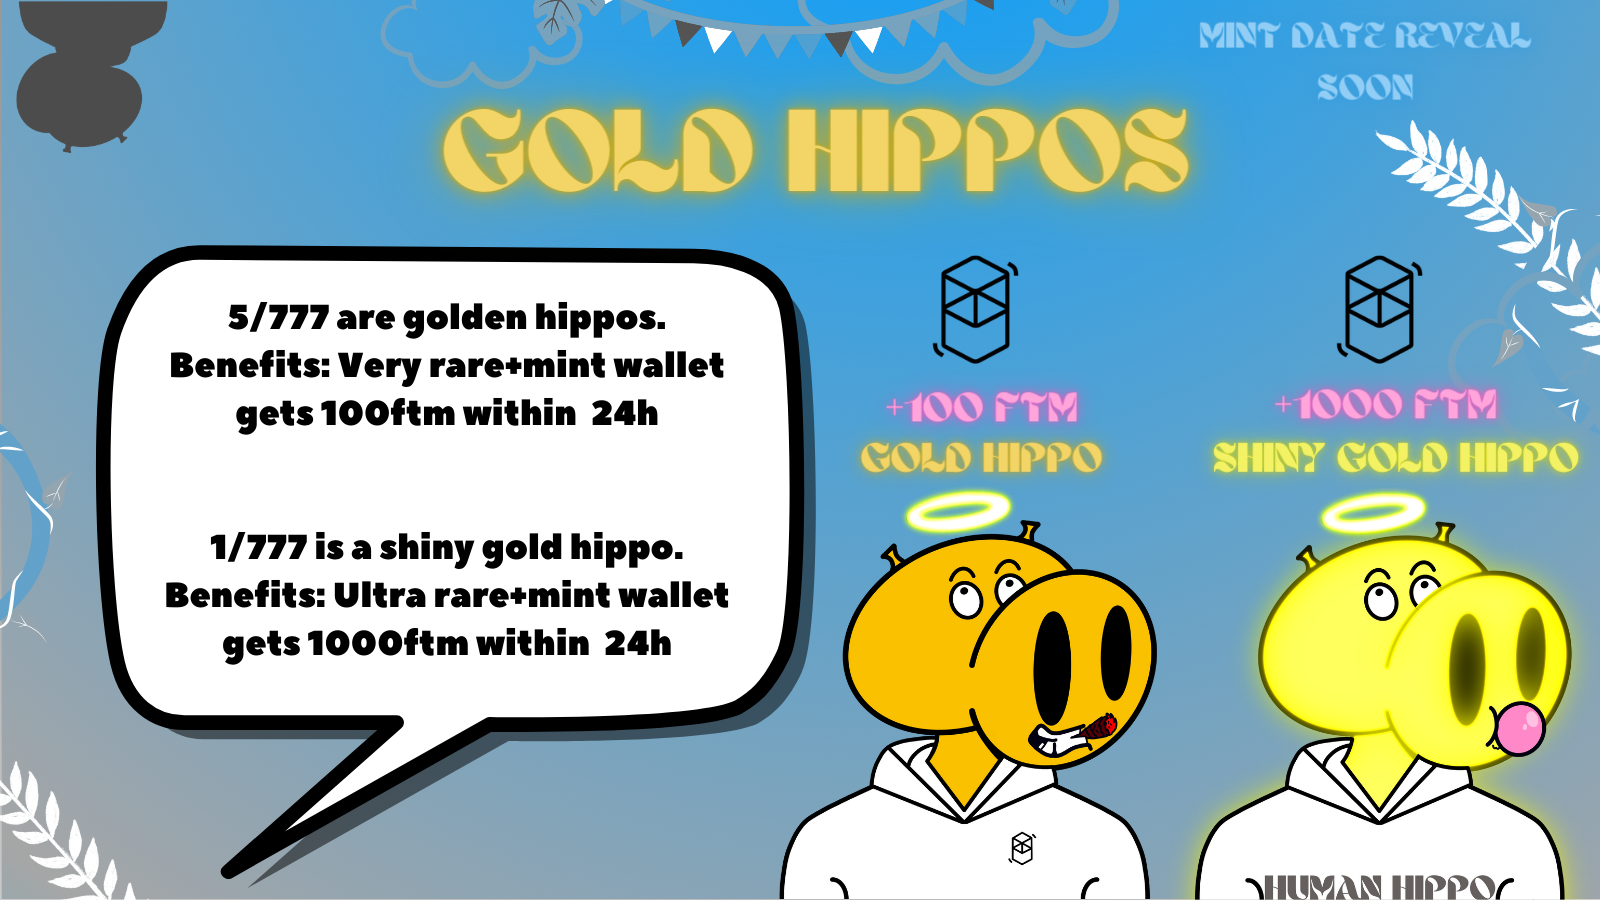 MINT DATE REVEAL
SOON
GOLD HIPPOS
5/777 are golden hippos.
Benefits: Very rare+mint wallet
gets 100ftm within 24h
1/777 is a shiny gold hippo.
Benefits: Ultra rare+mint wallet
gets 1000ftm within 24h
+100 FTM
GOLD HIPPO
+1000 FTM
SHINY GOLD HIPPO
HUMAN HIPPO